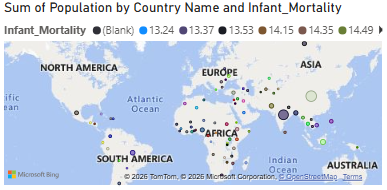 Sum of Population by Country Name and Infant_Mortality
Infant_Mortality (Blank) 13.24 13.37 13.53 14.15 14.35 14.49
NORTH AMERICA
EUROPE
ASIA
Atlantic
Ocean
AFRICA
SOUTH AMERICA
Indian
Ocean
AUSTRALIA
Microsoft Bing
© 2026 TomTom, © 2026 Microsoft Corporation, © OpenStreetMap Terms